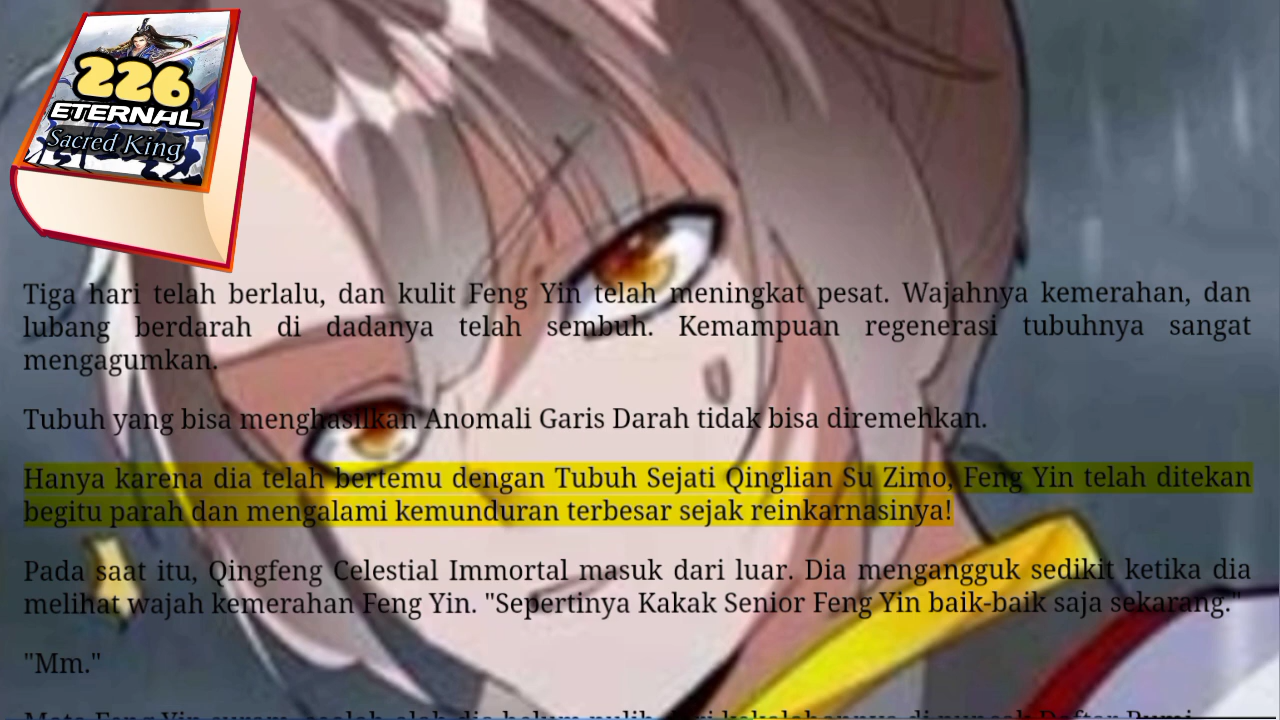 226
ETERNAL
Sacred King
Tiga hari telah berlalu, dan kulit Feng Yin telah meningkat pesat. Wajahnya kemerahan, dan
lubang berdarah di dadanya telah sembuh. Kemampuan regenerasi tubuhnya sangat
mengagumkan.
Tubuh yang bisa menghasilkan Anomali Garis Darah tidak bisa diremehkan.
Hanya karena dia telah bertemu dengan Tubuh Sejati Qinglian Su Zimo, Feng Yin telah ditekan
begitu parah dan mengalami kemunduran terbesar sejak reinkarnasinya!
Pada saat itu, Qingfeng Celestial Immortal masuk dari luar. Dia mengangguk sedikit ketika dia
melihat wajah kemerahan Feng Yin. "Sepertinya Kakak Senior Feng Yin baik-baik saja sekarang."
"Mm."